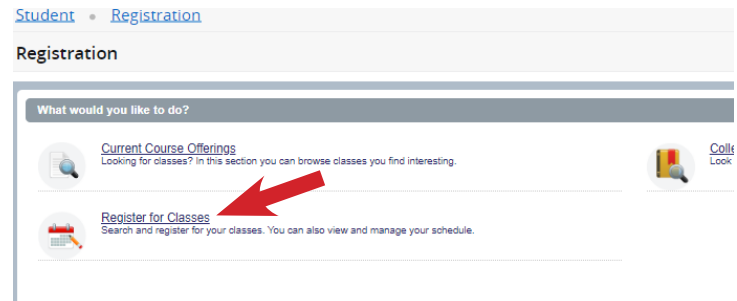 Student • Registration
Registration
What would you like to do?
Current Course Offerings
Looking for classes? In this section you can browse classes you find interesting.
Register for Classes
Search and register for your classes. You can also view and manage your schedule.
Colle
Look